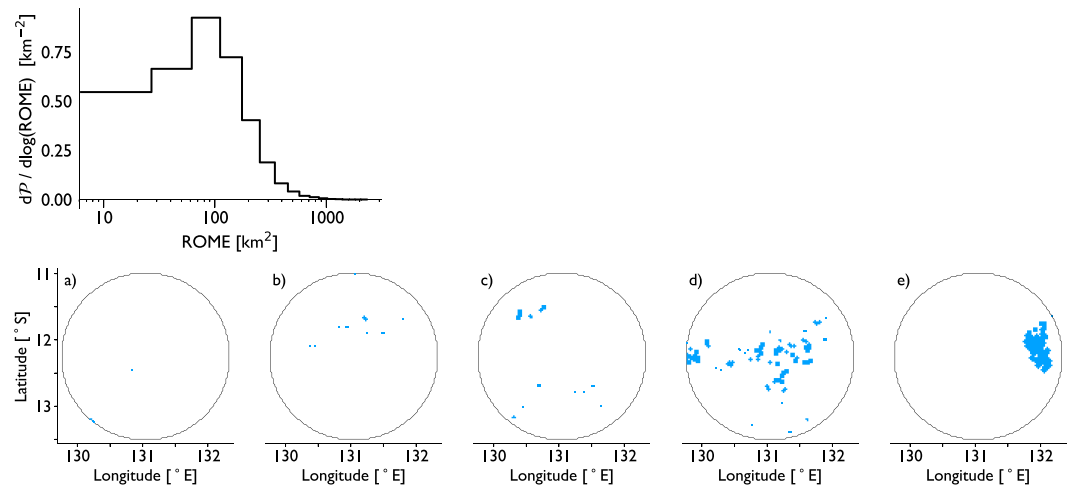 d𝒫 / dlog(ROME) [km⁻²]
0.75
0.50
0.25
0.00
10
100
1000
ROME [km²]
a)
b)
c)
d)
e)
Latitude [°S]
11
12
13
130
131
132
130
131
132
130
131
132
130
131
132
130
131
132
Longitude [°E]
Longitude [°E]
Longitude [°E]
Longitude [°E]
Longitude [°E]